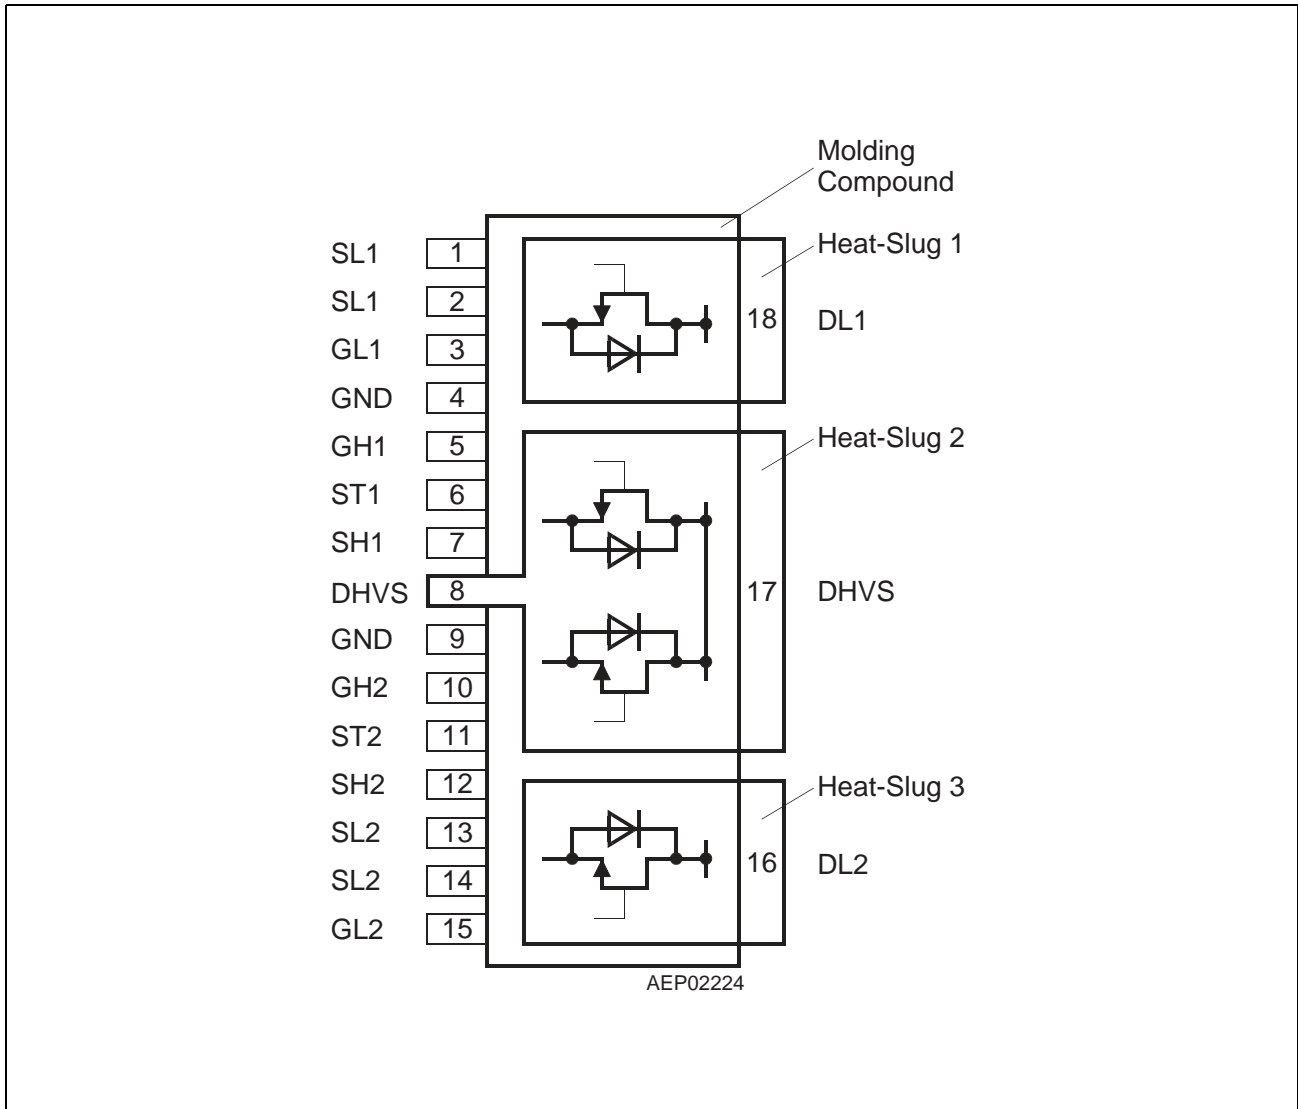 Molding
Compound
SL1 1
Heat-Slug 1
SL1 2
18 DL1
GL1 3
GND 4
GH1 5
Heat-Slug 2
ST1 6
SH1 7
DHVS 8
17 DHVS
GND 9
GH2 10
ST2 11
SH2 12
Heat-Slug 3
SL2 13
16 DL2
SL2 14
GL2 15
AEP02224